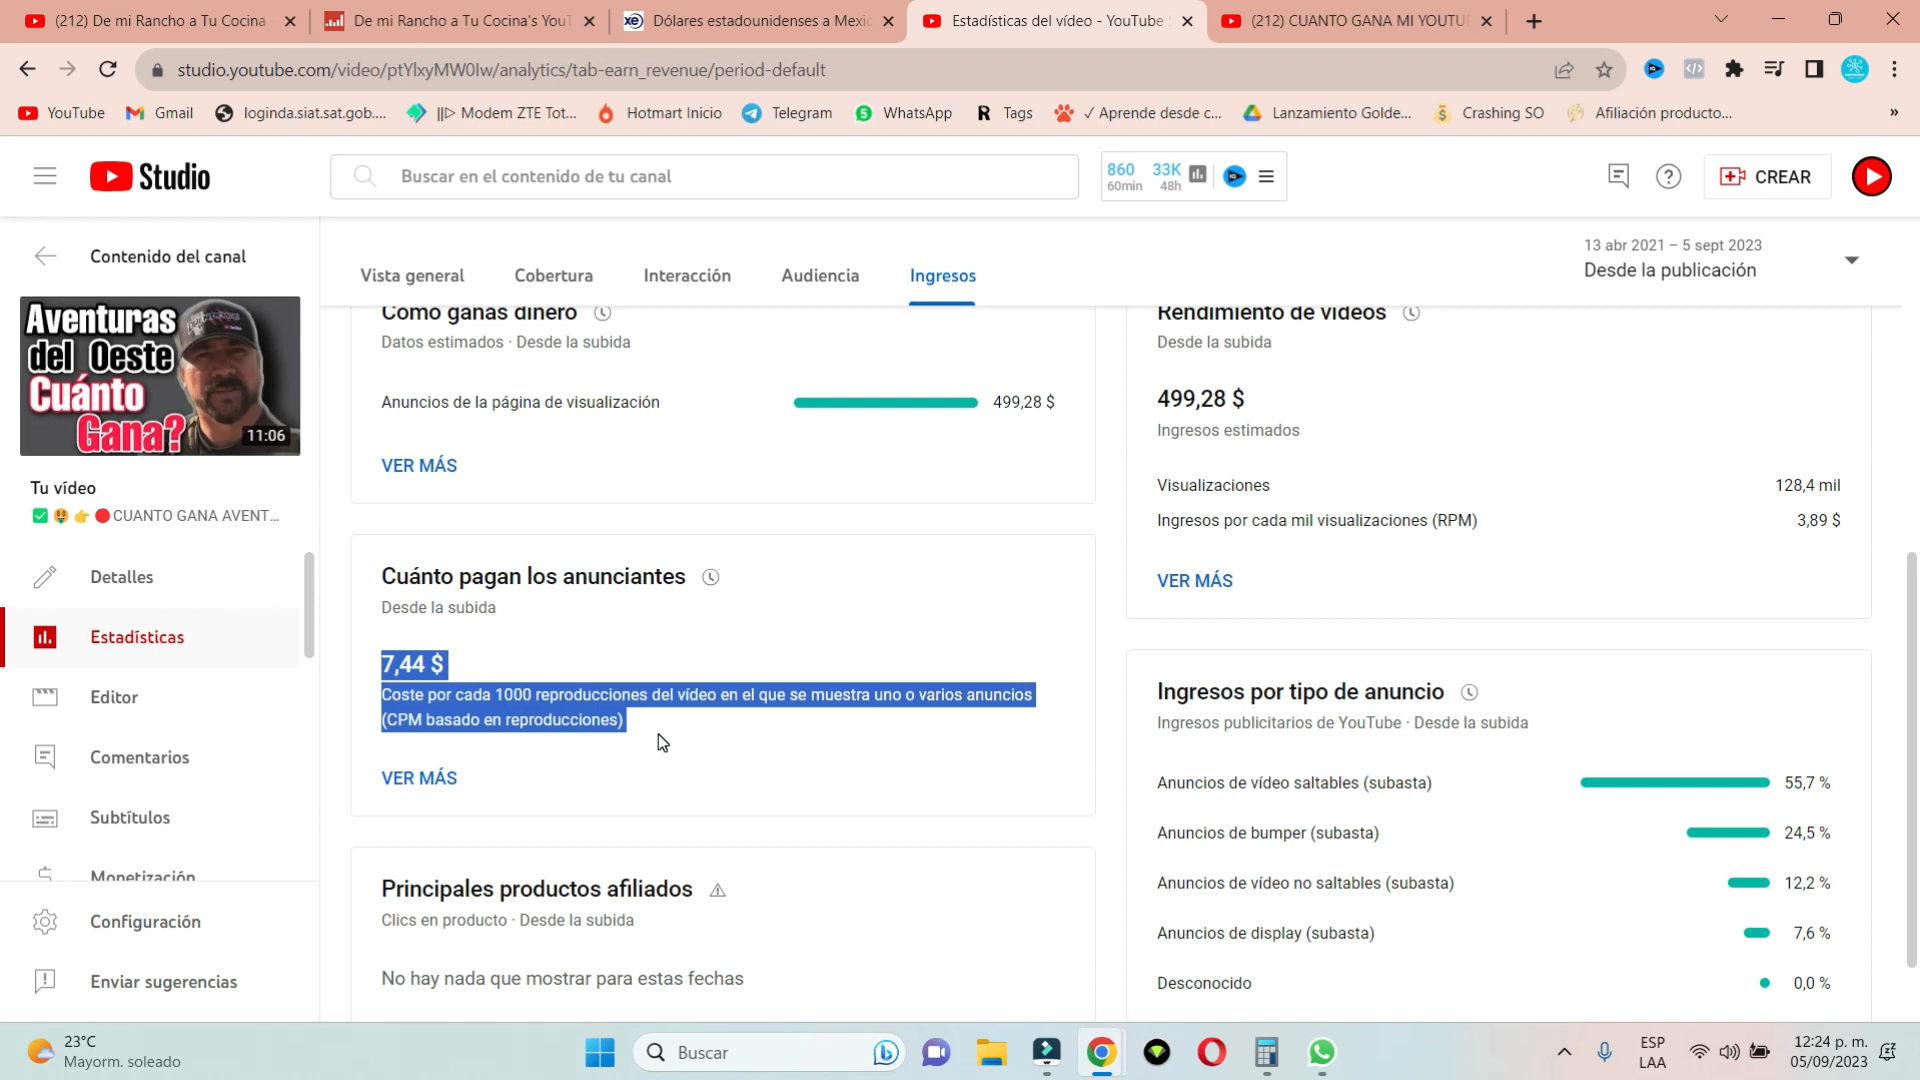 (212) De mi Rancho a Tu Cocina
De mi Rancho a Tu Cocina's YouT
Dólares estadounidenses a Mexic
Estadísticas del vídeo - YouTube S
(212) CUANTO GANA MI YOUTU
studio.youtube.com/video/ptYlxyMW0Iw/analytics/tab-earn_revenue/period-default
YouTube
Gmail
loginda.siat.sat.gob....
||▷ Modem ZTE Tot...
Hotmart Inicio
Telegram
WhatsApp
R Tags
✓ Aprende desde c...
Lanzamiento Golde...
Crashing SO
Afiliación producto...
»
Studio
Buscar en el contenido de tu canal
860 33K
60min 48h
CREAR
Contenido del canal
Aventuras
del Oeste
Cuánto
Gana?
11:06
Tu vídeo
✅ 🤑 👉 🔴 CUANTO GANA AVENT...
Detalles
Estadísticas
Editor
Comentarios
Subtítulos
Monetización
Configuración
Enviar sugerencias
Vista general
Cobertura
Interacción
Audiencia
Ingresos
13 abr 2021 – 5 sept 2023
Desde la publicación
Cómo ganas dinero
Datos estimados · Desde la subida
Anuncios de la página de visualización 499,28 $
VER MÁS
Cuánto pagan los anunciantes
Desde la subida
7,44 $
Coste por cada 1000 reproducciones del vídeo en el que se muestra uno o varios anuncios
(CPM basado en reproducciones)
VER MÁS
Principales productos afiliados
Clics en producto · Desde la subida
No hay nada que mostrar para estas fechas
Rendimiento de vídeos
Desde la subida
499,28 $
Ingresos estimados
Visualizaciones 128,4 mil
Ingresos por cada mil visualizaciones (RPM) 3,89 $
VER MÁS
Ingresos por tipo de anuncio
Ingresos publicitarios de YouTube · Desde la subida
Anuncios de vídeo saltables (subasta) 55,7 %
Anuncios de bumper (subasta) 24,5 %
Anuncios de vídeo no saltables (subasta) 12,2 %
Anuncios de display (subasta) 7,6 %
Desconocido 0,0 %
23°C
Mayorm. soleado
Buscar
ESP
LAA
12:24 p. m.
05/09/2023